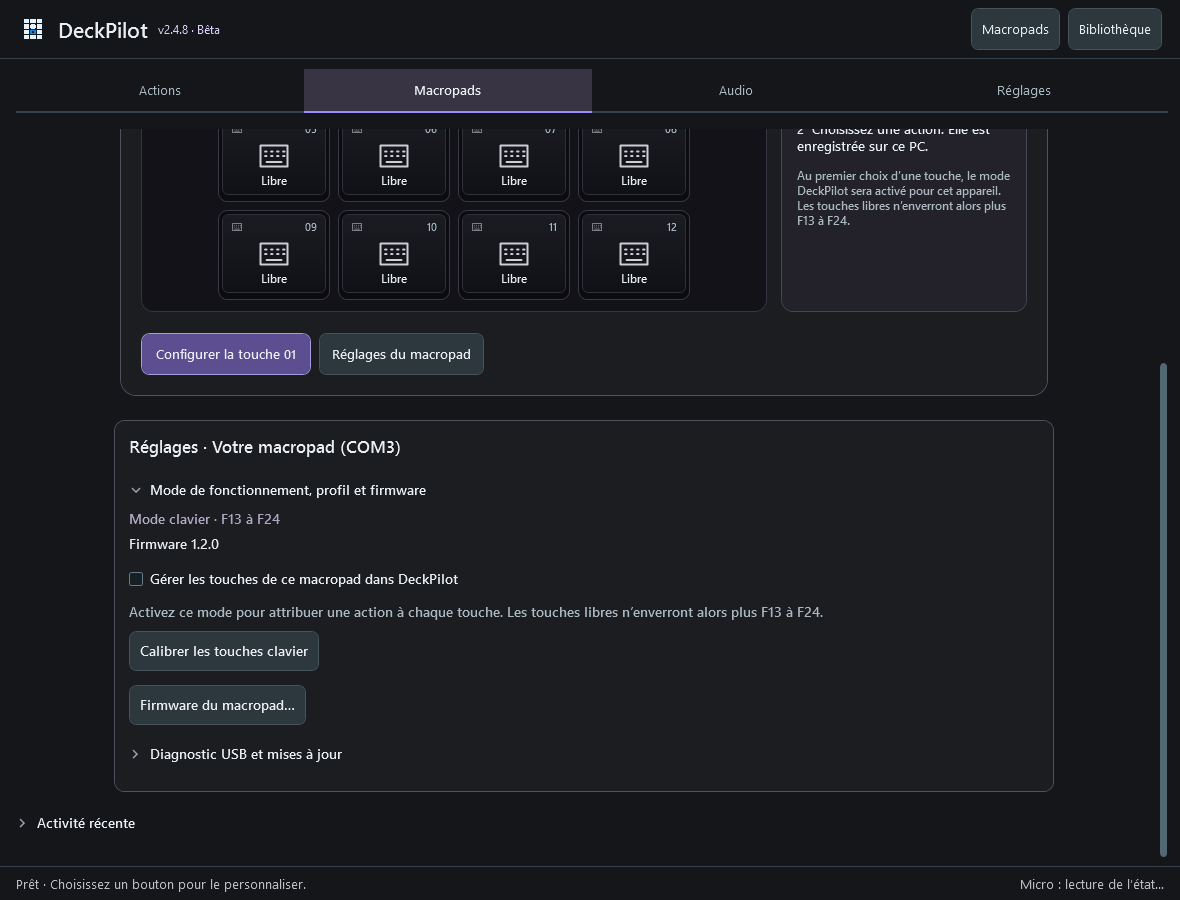 DeckPilot v2.4.8 · Bêta
Macropads
Bibliothèque
Actions
Macropads
Audio
Réglages
05
06
07
08
Libre
Libre
Libre
Libre
09
10
11
12
Libre
Libre
Libre
Libre
2 Choisissez une action. Elle est
enregistrée sur ce PC.
Au premier choix d’une touche, le mode
DeckPilot sera activé pour cet appareil.
Les touches libres n’enverront alors plus
F13 à F24.
Configurer la touche 01
Réglages du macropad
Réglages · Votre macropad (COM3)
Mode de fonctionnement, profil et firmware
Mode clavier · F13 à F24
Firmware 1.2.0
Gérer les touches de ce macropad dans DeckPilot
Activez ce mode pour attribuer une action à chaque touche. Les touches libres n’enverront alors plus F13 à F24.
Calibrer les touches clavier
Firmware du macropad...
Diagnostic USB et mises à jour
Activité récente
Prêt · Choisissez un bouton pour le personnaliser.
Micro : lecture de l'état...